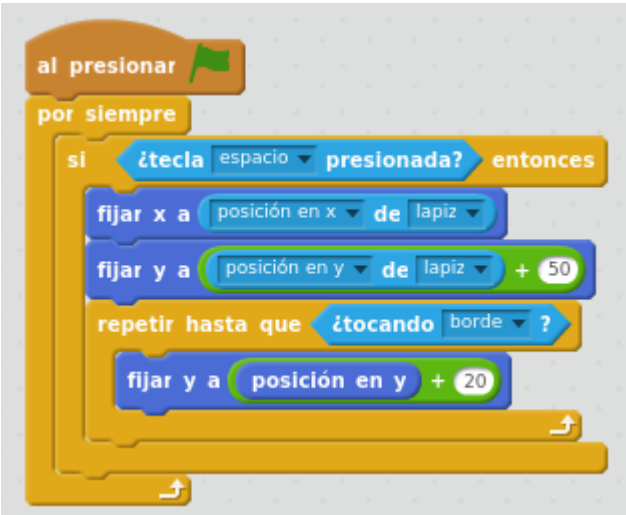 al presionar
por siempre
si ¿tecla espacio presionada? entonces
fijar x a posición en x de lapiz
fijar y a posición en y de lapiz + 50
repetir hasta que ¿tocando borde ?
fijar y a posición en y + 20